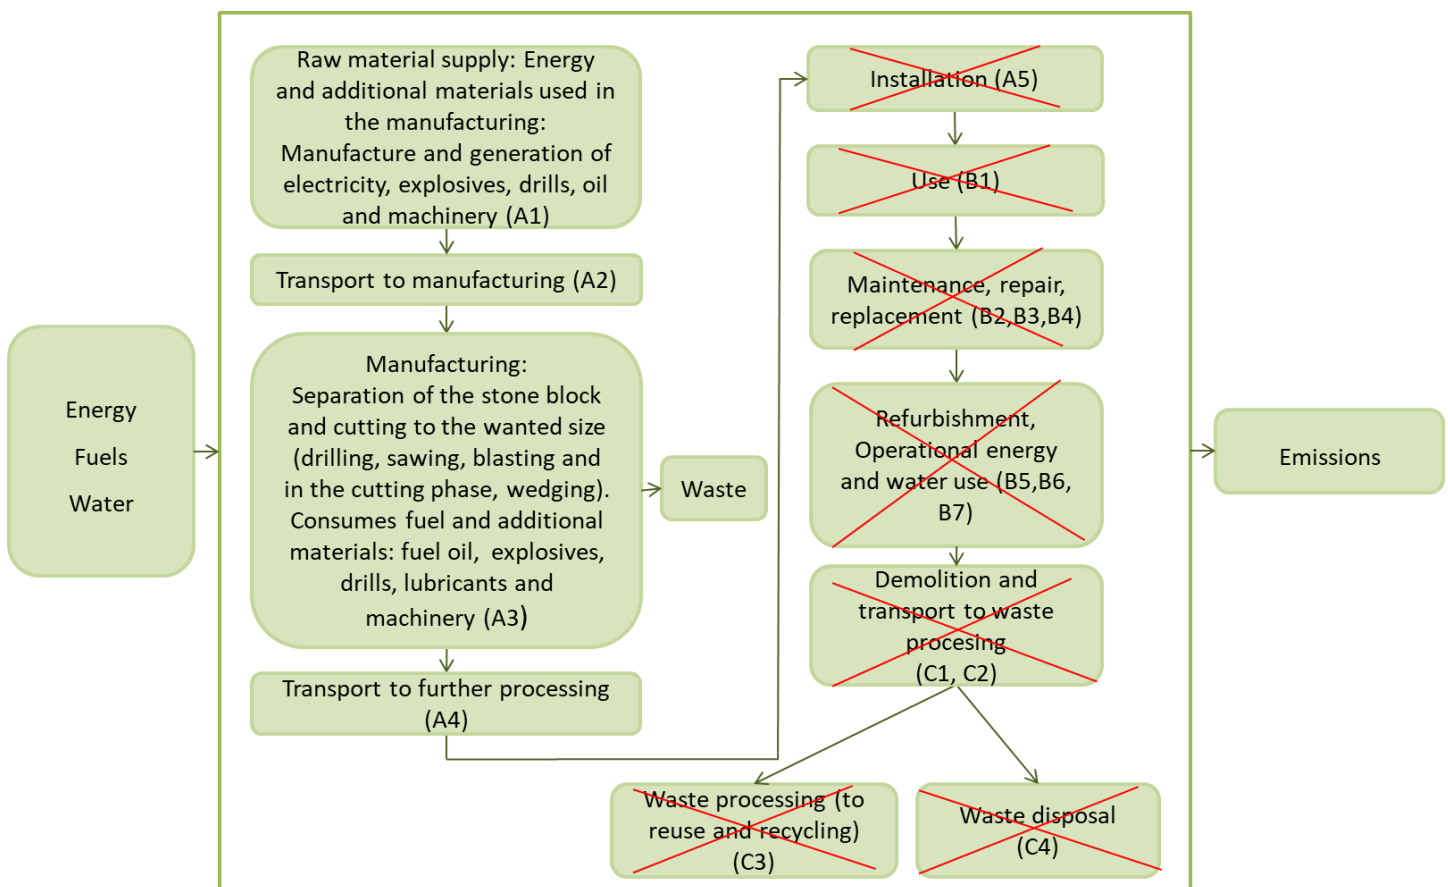 Energy
Fuels
Water
Raw material supply: Energy
and additional materials used in
the manufacturing:
Manufacture and generation of
electricity, explosives, drills, oil
and machinery (A1)
Transport to manufacturing (A2)
Manufacturing:
Separation of the stone block
and cutting to the wanted size
(drilling, sawing, blasting and
in the cutting phase, wedging).
Consumes fuel and additional
materials: fuel oil, explosives,
drills, lubricants and
machinery (A3)
Waste
Transport to further processing
(A4)
Installation (A5)
Use (B1)
Maintenance, repair,
replacement (B2,B3,B4)
Refurbishment,
Operational energy
and water use (B5,B6,
B7)
Demolition and
transport to waste
procesing
(C1, C2)
Waste processing (to
reuse and recycling)
(C3)
Waste disposal
(C4)
Emissions